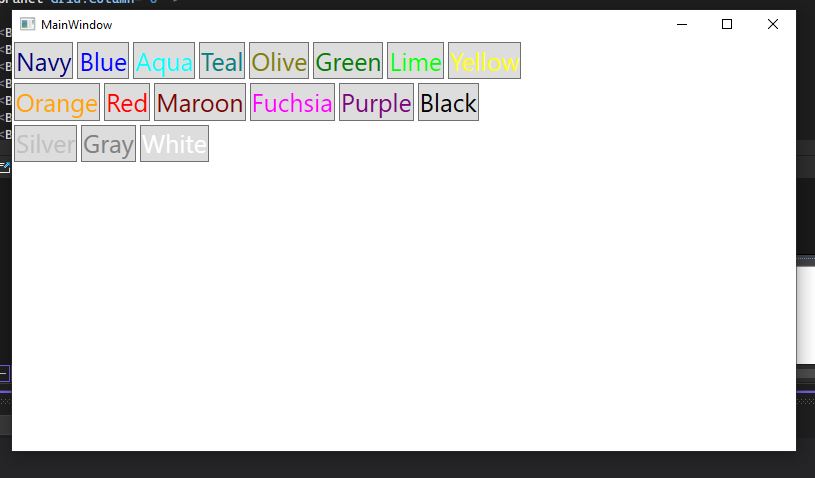 MainWindow
Navy Blue Aqua Teal Olive Green Lime Yellow
Orange Red Maroon Fuchsia Purple Black
Silver Gray White